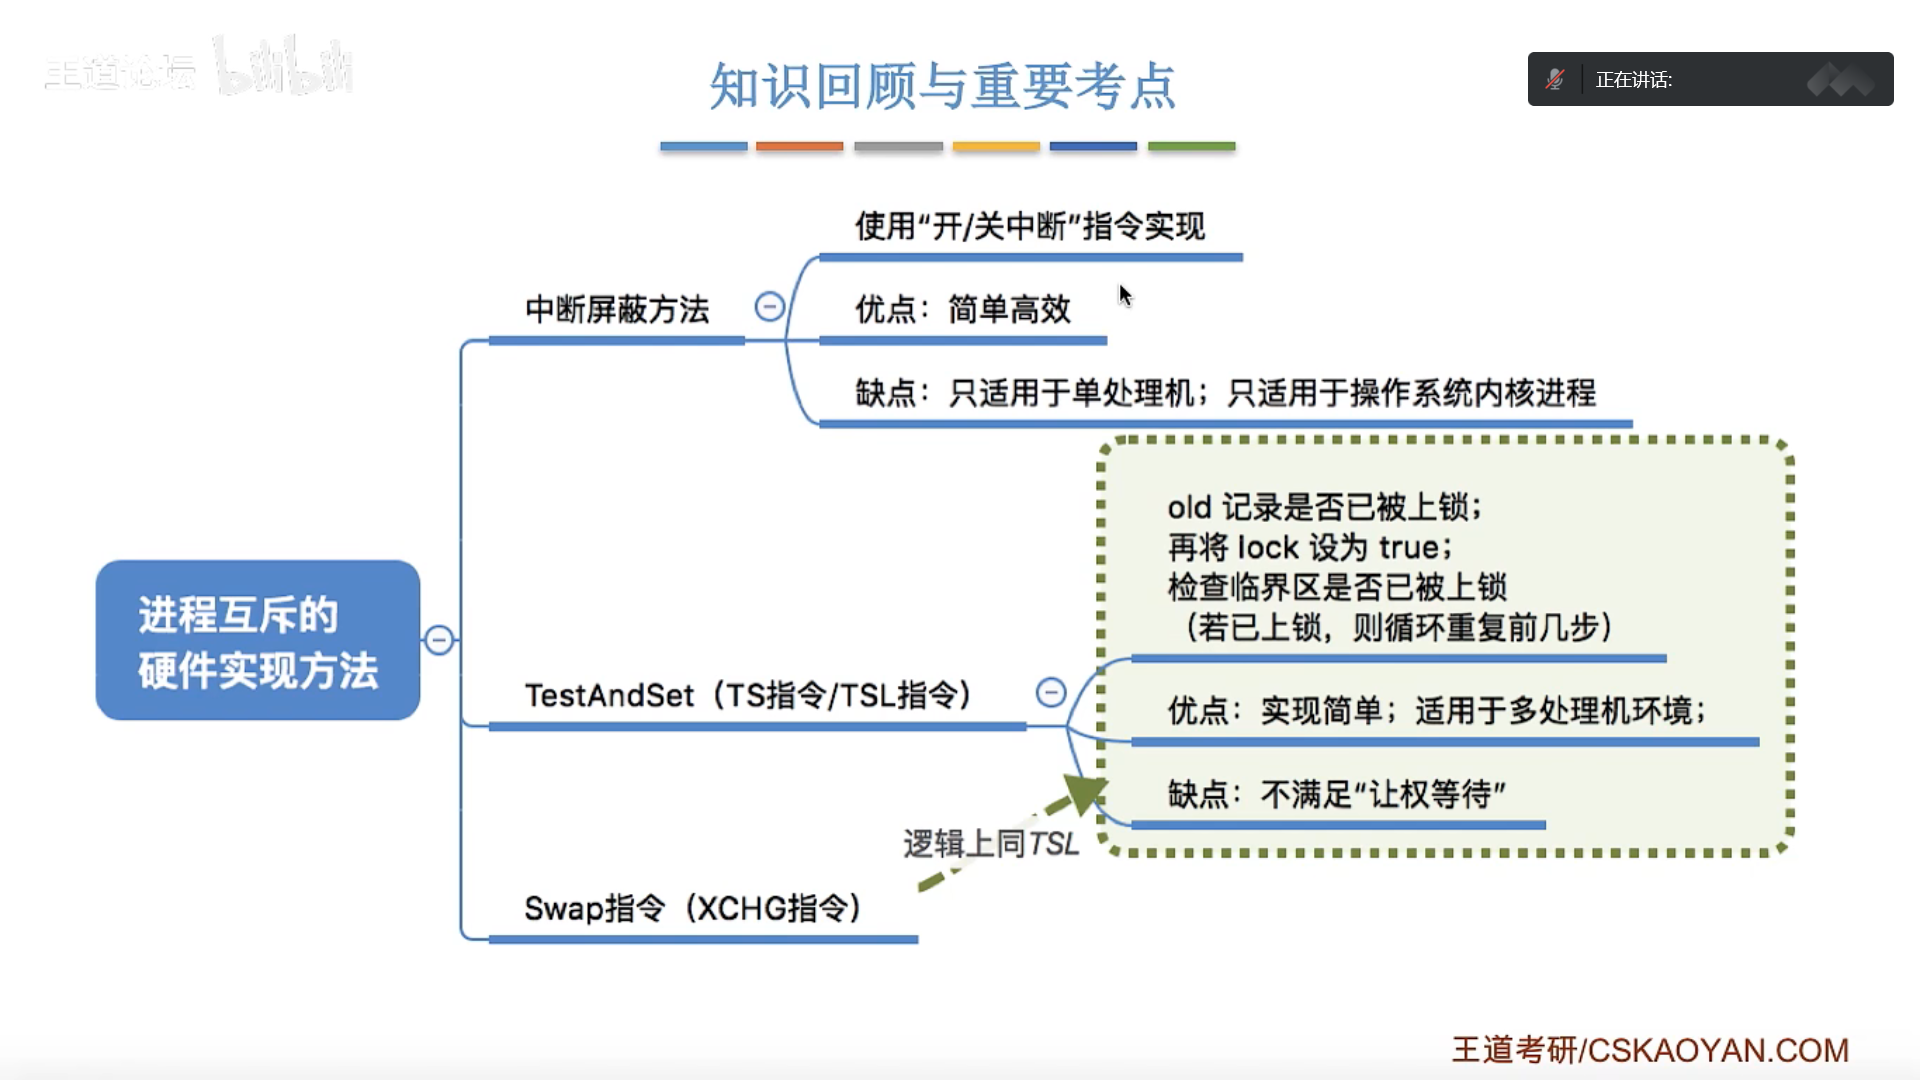 王道论坛 bilibili
知识回顾与重要考点
正在讲话:
使用“开/关中断”指令实现
中断屏蔽方法
优点：简单高效
缺点：只适用于单处理机；只适用于操作系统内核进程
old 记录是否已被上锁；
再将 lock 设为 true；
检查临界区是否已被上锁
（若已上锁，则循环重复前几步）
进程互斥的
硬件实现方法
TestAndSet（TS指令/TSL指令）
优点：实现简单；适用于多处理机环境；
缺点：不满足“让权等待”
逻辑上同TSL
Swap指令（XCHG指令）
王道考研/CSKAOYAN.COM